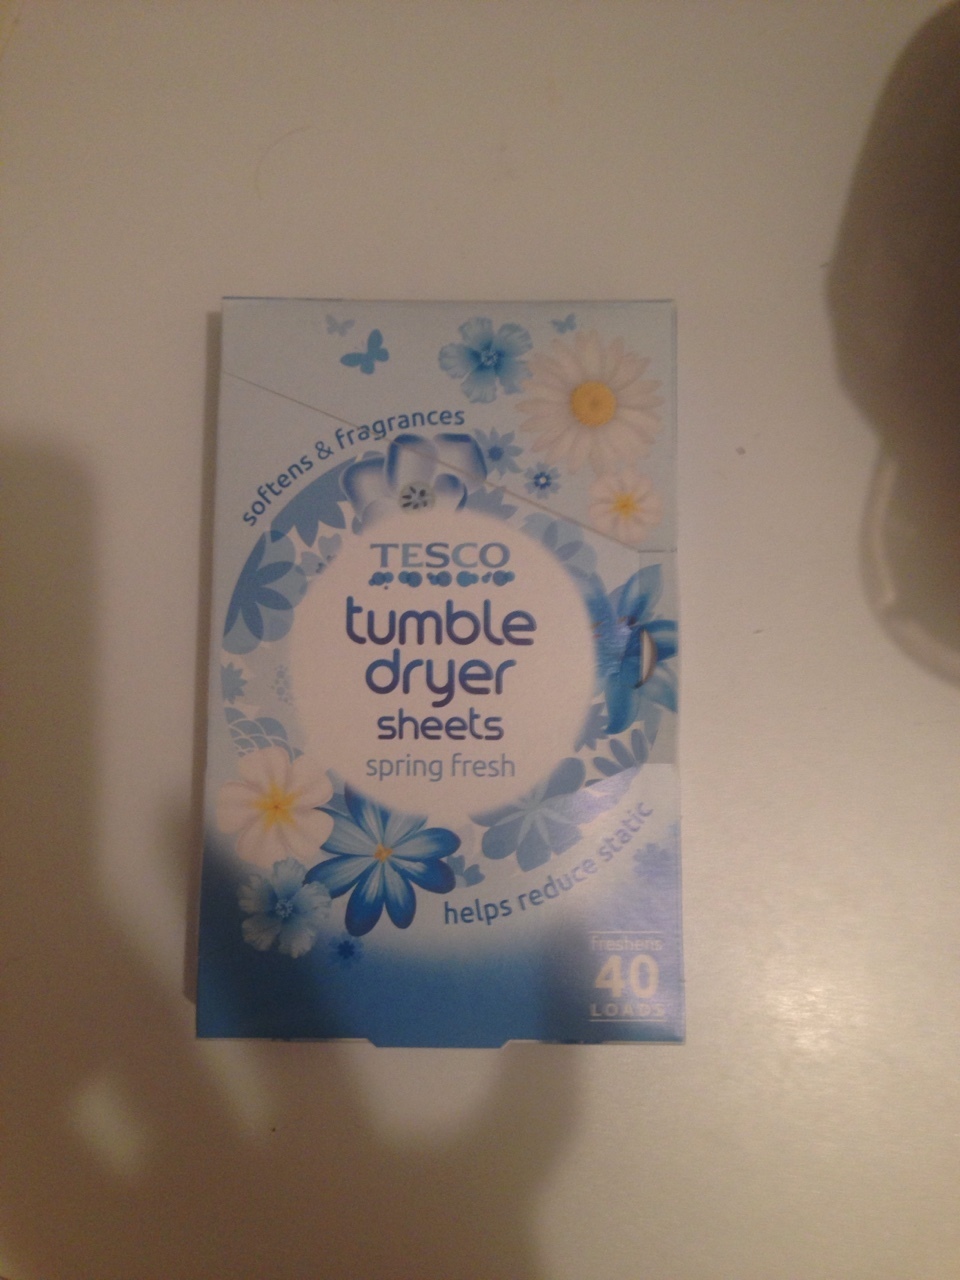 softens & fragrances
TESCO
tumble
dryer
sheets
spring fresh
helps reduce static
freshens
40
LOADS